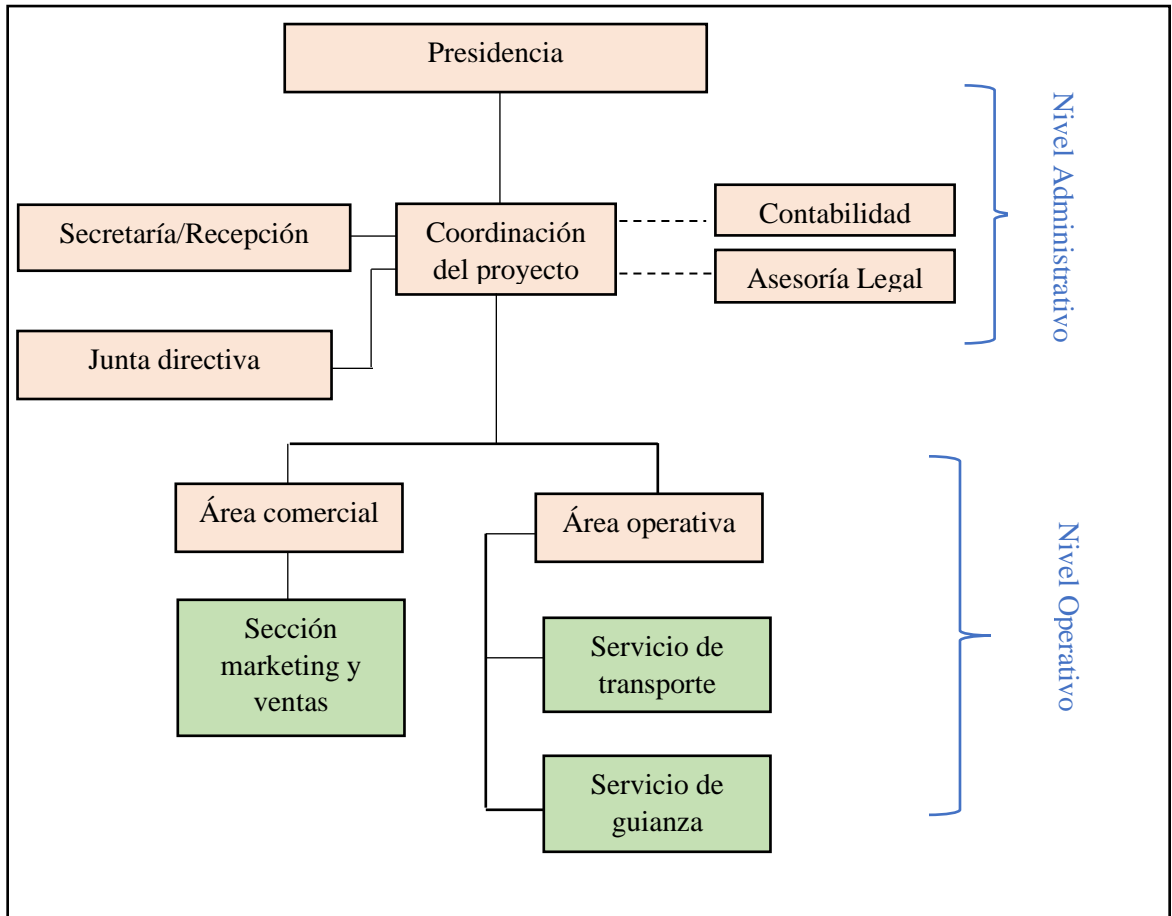 Presidencia
Nivel Administrativo
Secretaría/Recepción
Coordinación
del proyecto
Contabilidad
Asesoría Legal
Junta directiva
Área comercial
Área operativa
Nivel Operativo
Sección
marketing y
ventas
Servicio de
transporte
Servicio de
guianza